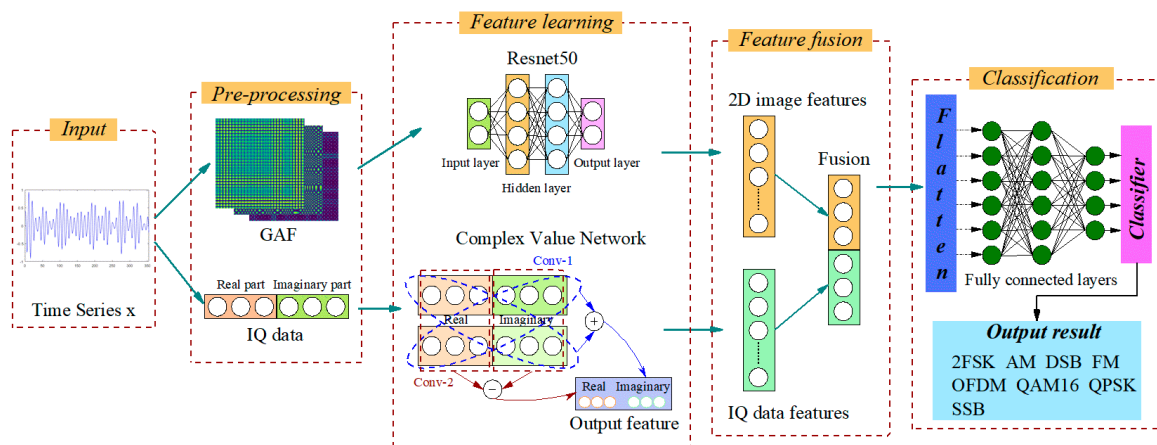 Input
Time Series x
Pre-processing
GAF
Real part Imaginary part
IQ data
Feature learning
Resnet50
Input layer
Output layer
Hidden layer
Complex Value Network
Conv-1
Real
Imaginary
Conv-2
+
−
Real Imaginary
Output feature
Feature fusion
2D image features
Fusion
IQ data features
Classification
Flatten
Classifier
Fully connected layers
Output result
2FSK AM DSB FM
OFDM QAM16 QPSK
SSB